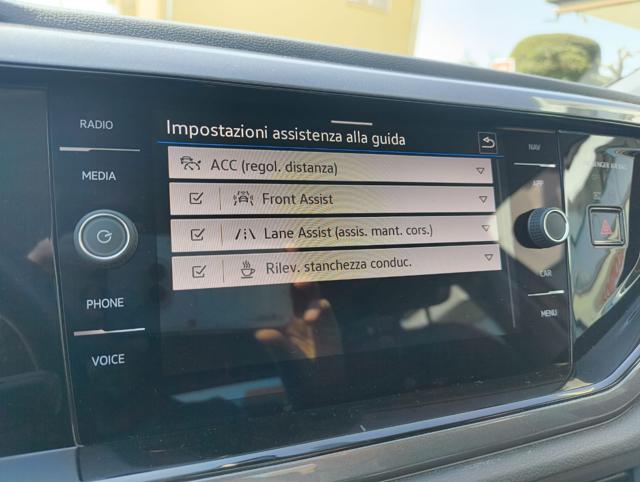 RADIO
MEDIA
PHONE
VOICE
Impostazioni assistenza alla guida
ACC (regol. distanza)
Front Assist
Lane Assist (assis. mant. cors.)
Rilev. stanchezza conduc.
NAV
APP
CAR
MENU